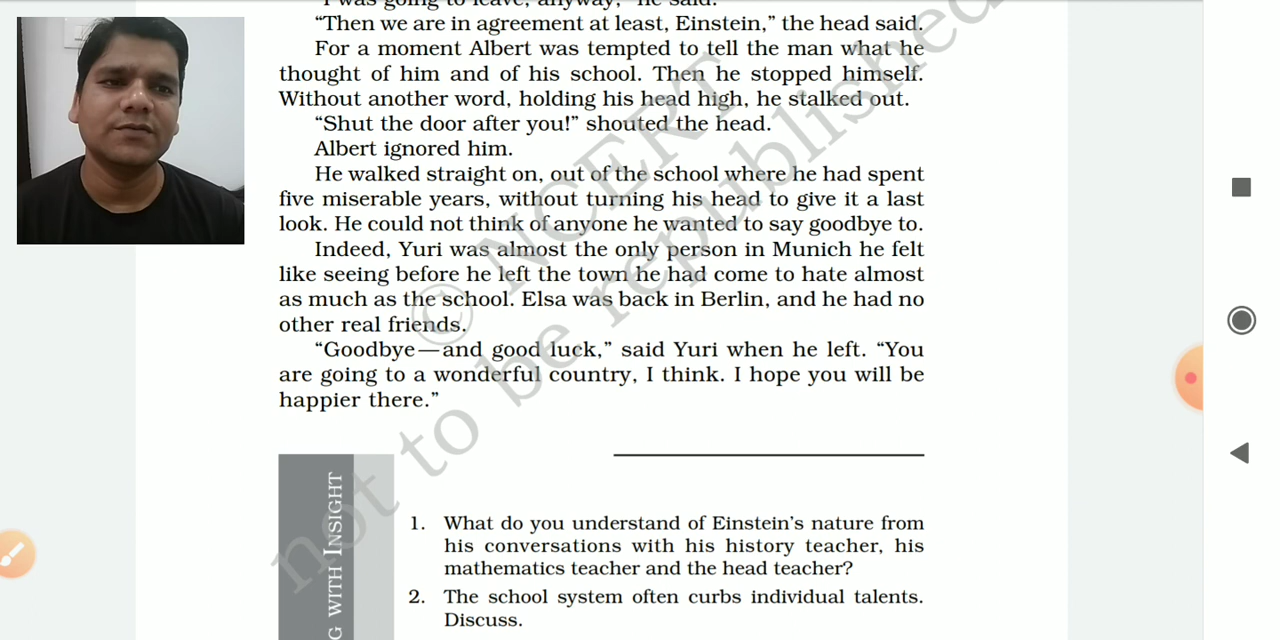 "I was going to leave, anyway," he said.
"Then we are in agreement at least, Einstein," the head said.
For a moment Albert was tempted to tell the man what he
thought of him and of his school. Then he stopped himself.
Without another word, holding his head high, he stalked out.
"Shut the door after you!" shouted the head.
Albert ignored him.
He walked straight on, out of the school where he had spent
five miserable years, without turning his head to give it a last
look. He could not think of anyone he wanted to say goodbye to.
Indeed, Yuri was almost the only person in Munich he felt
like seeing before he left the town he had come to hate almost
as much as the school. Elsa was back in Berlin, and he had no
other real friends.
"Goodbye—and good luck," said Yuri when he left. "You
are going to a wonderful country, I think. I hope you will be
happier there."
G WITH INSIGHT
1. What do you understand of Einstein's nature from
his conversations with his history teacher, his
mathematics teacher and the head teacher?
2. The school system often curbs individual talents.
Discuss.
© NCERT
not to be republished